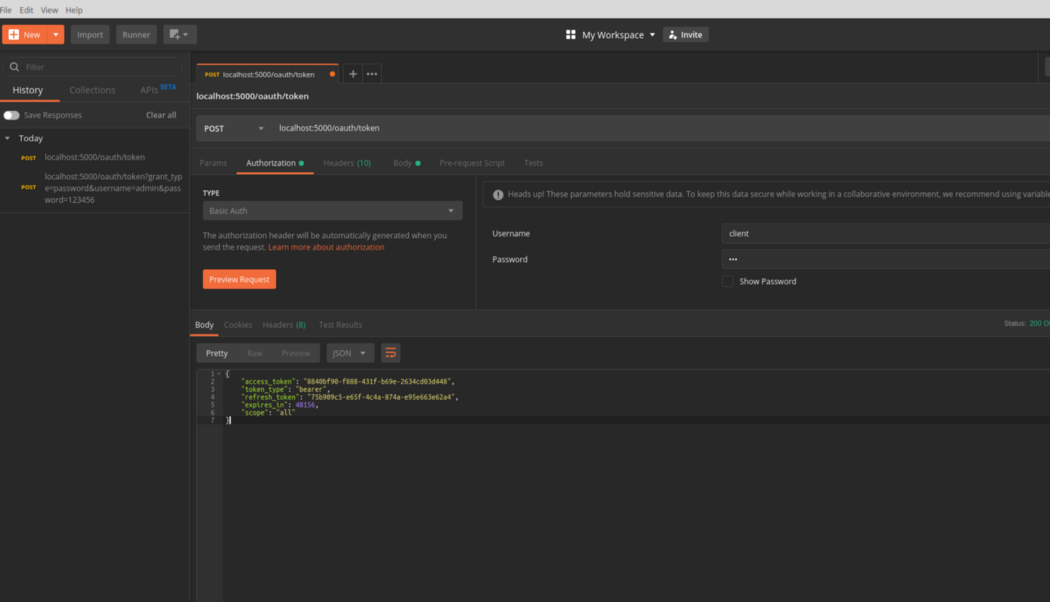 File Edit View Help
New Import Runner My Workspace Invite
Filter
History Collections APIs BETA
Save Responses Clear all
Today
POST localhost:5000/oauth/token
POST localhost:5000/oauth/token?grant_typ
e=password&username=admin&pass
word=123456
POST localhost:5000/oauth/token
localhost:5000/oauth/token
POST localhost:5000/oauth/token
Params Authorization Headers (10) Body Pre-request Script Tests
TYPE
Basic Auth
The authorization header will be automatically generated when you
send the request. Learn more about authorization
Preview Request
Heads up! These parameters hold sensitive data. To keep this data secure while working in a collaborative environment, we recommend using variable
Username client
Password •••
Show Password
Body Cookies Headers (8) Test Results Status: 200 O
Pretty Raw Preview JSON
1 {
2 "access_token": "8840bf90-f888-431f-b69e-2634cd03d448",
3 "token_type": "bearer",
4 "refresh_token": "75b909c5-e65f-4c4a-874a-e95e663e62a4",
5 "expires_in": 40156,
6 "scope": "all"
7 }